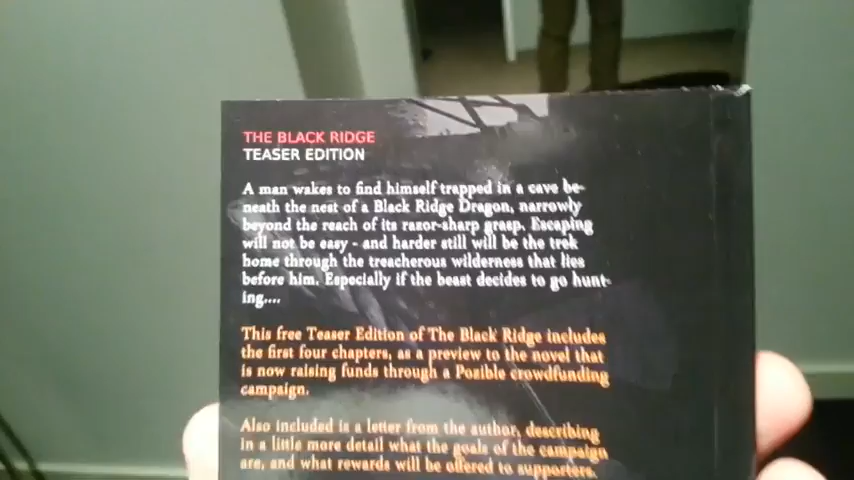 THE BLACK RIDGE
TEASER EDITION
A man wakes to find himself trapped in a cave be-
neath the nest of a Black Ridge Dragon, narrowly
beyond the reach of its razor-sharp grasp. Escaping
will not be easy - and harder still will be the trek
home through the treacherous wilderness that lies
before him. Especially if the beast decides to go hunt-
ing....
This free Teaser Edition of The Black Ridge includes
the first four chapters, as a preview to the novel that
is now raising funds through a Pozible crowdfunding
campaign.
Also included is a letter from the author, describing
in a little more detail what the goals of the campaign
are, and what rewards will be offered to supporters.